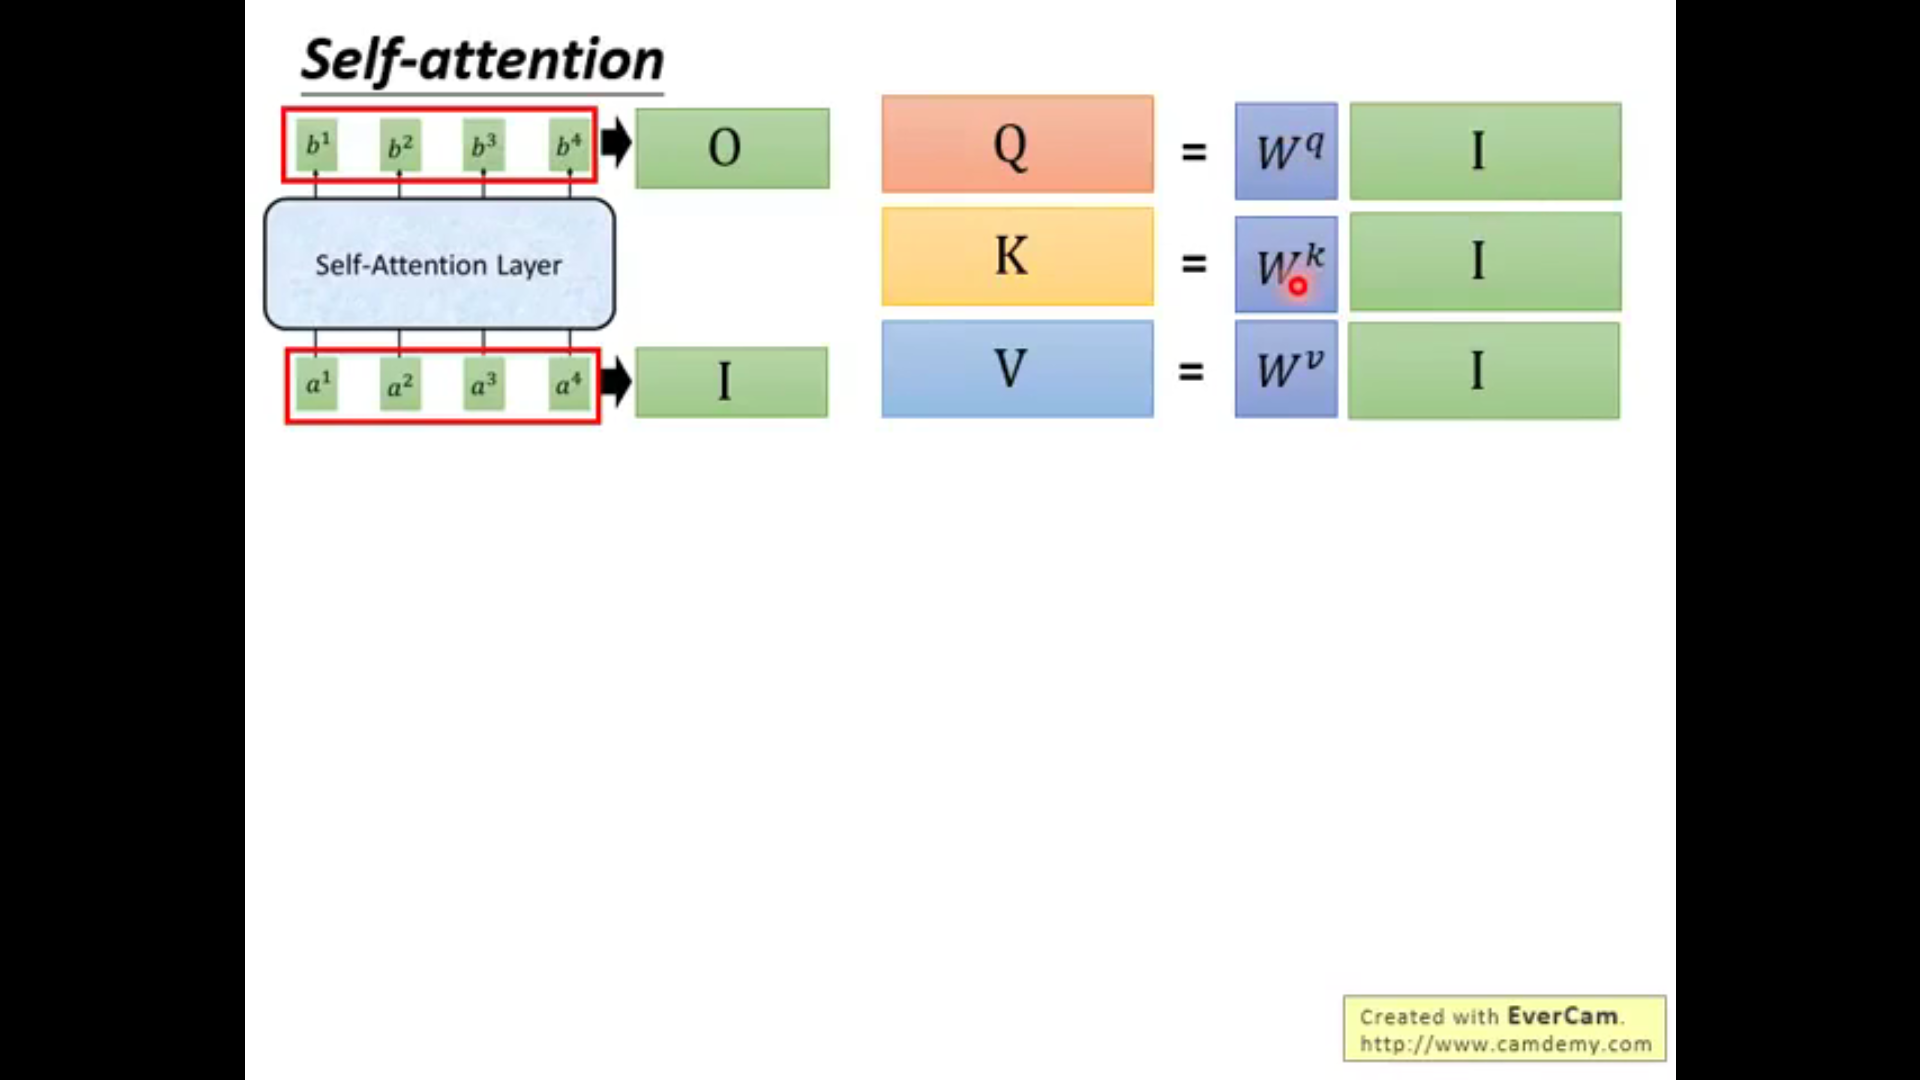 Self-attention
b¹ b² b³ b⁴ O
Self-Attention Layer
a¹ a² a³ a⁴ I
Q = W^q I
K = W^k I
V = W^v I
Created with EverCam.
http://www.camdemy.com